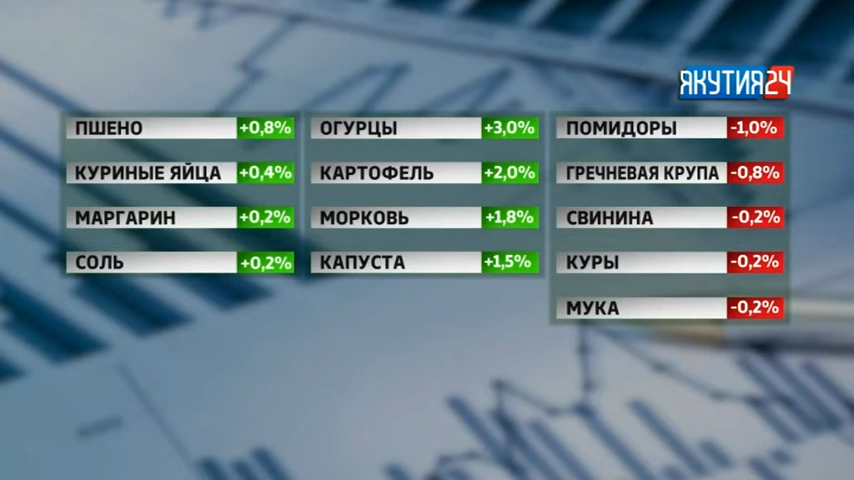 ЯКУТИЯ24
ПШЕНО +0,8%
КУРИНЫЕ ЯЙЦА +0,4%
МАРГАРИН +0,2%
СОЛЬ +0,2%
ОГУРЦЫ +3,0%
КАРТОФЕЛЬ +2,0%
МОРКОВЬ +1,8%
КАПУСТА +1,5%
ПОМИДОРЫ -1,0%
ГРЕЧНЕВАЯ КРУПА -0,8%
СВИНИНА -0,2%
КУРЫ -0,2%
МУКА -0,2%